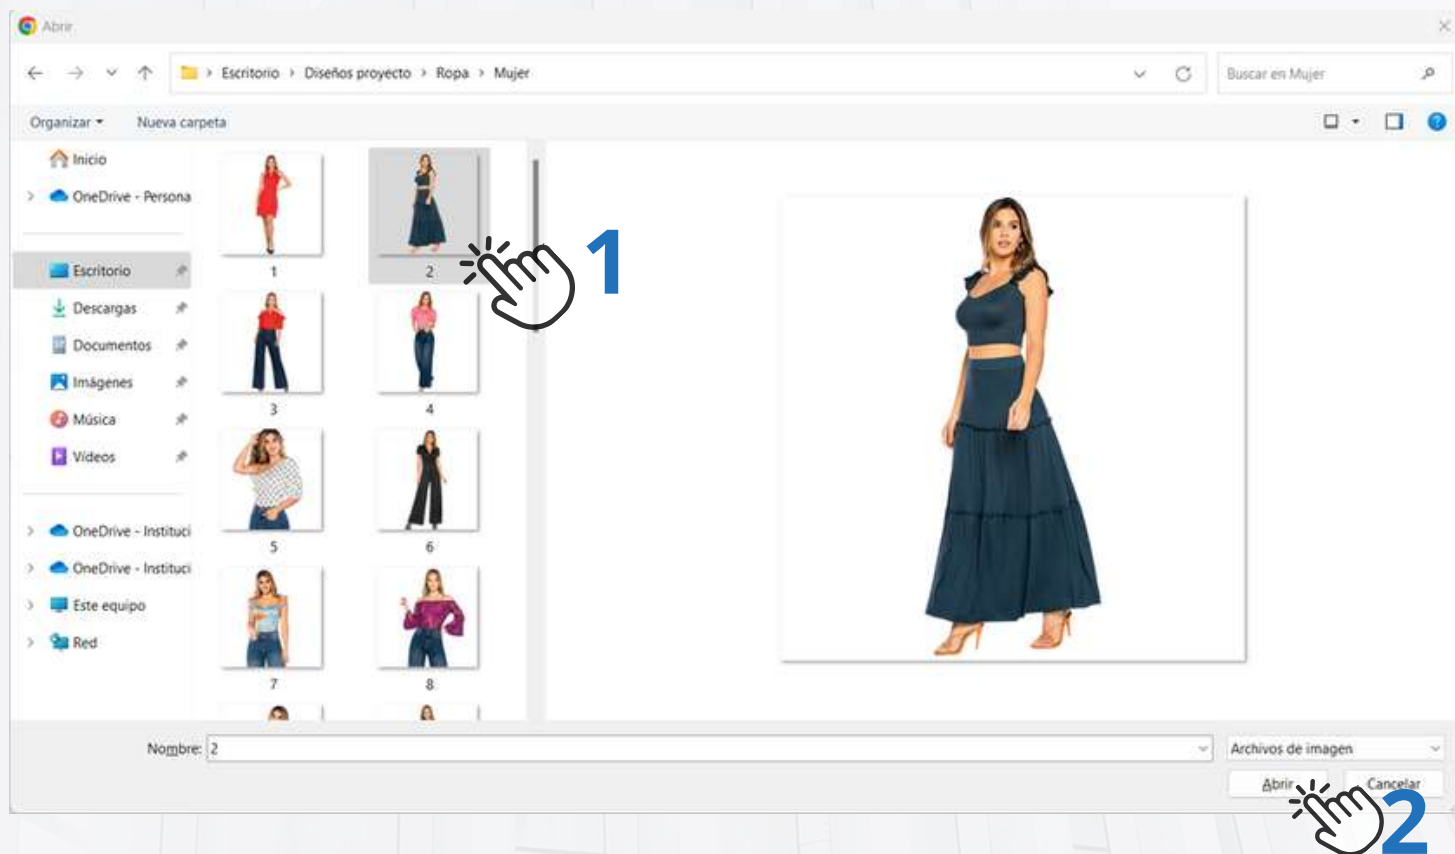 Abrir
Escritorio > Diseños proyecto > Ropa > Mujer
Buscar en Mujer
Organizar
Nueva carpeta
Inicio
OneDrive - Persona
Escritorio
Descargas
Documentos
Imágenes
Música
Vídeos
OneDrive - Instituci
OneDrive - Instituci
Este equipo
Red
1
2
3
4
5
6
7
8
1
Nombre: 2
Archivos de imagen
Abrir
Cancelar
2